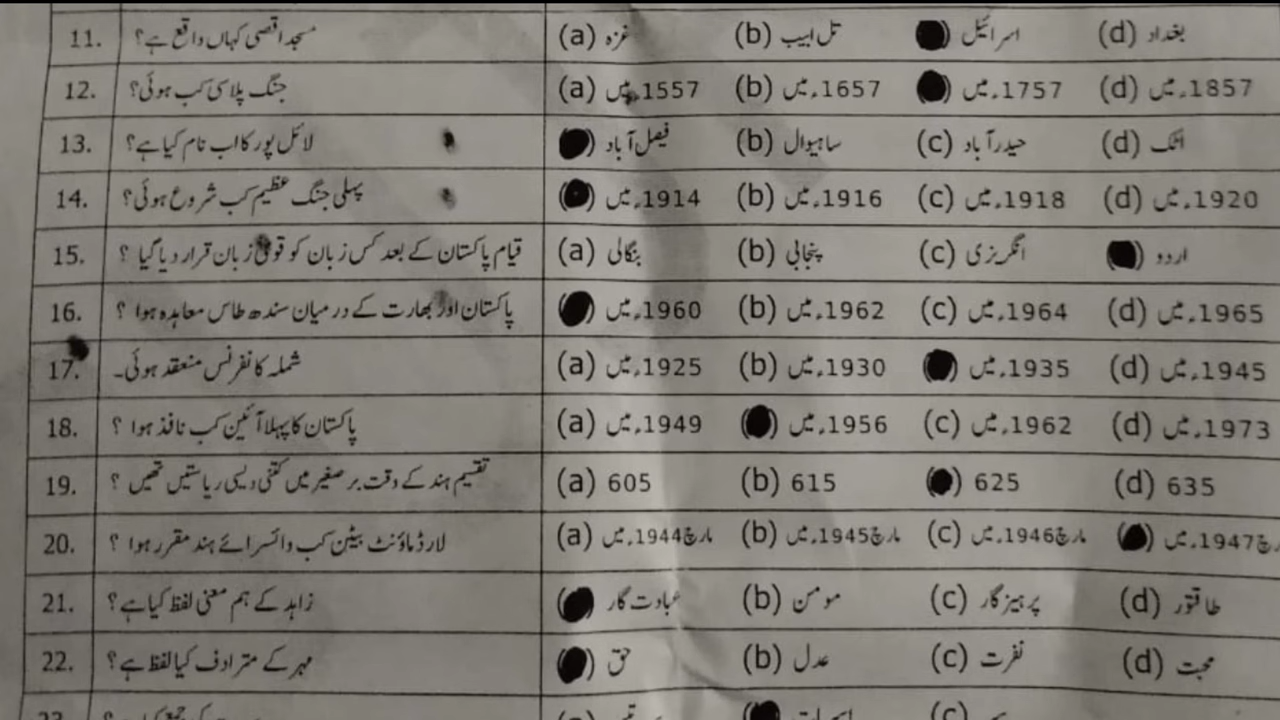 11. مسجد اقصیٰ کہاں واقع ہے؟ (a) غزہ (b) تل ابیب ( ) اسرائیل (d) بغداد
12. جنگ پلاسی کب ہوئی؟ (a) 1557ء میں (b) 1657ء میں ( ) 1757ء میں (d) 1857ء میں
13. لائل پور کا اب نام کیا ہے؟ ( ) فیصل آباد (b) ساہیوال (c) حیدرآباد (d) اٹک
14. پہلی جنگ عظیم کب شروع ہوئی؟ ( ) 1914ء میں (b) 1916ء میں (c) 1918ء میں (d) 1920ء میں
15. قیام پاکستان کے بعد کس زبان کو قومی زبان قرار دیا گیا ؟ (a) بنگالی (b) پنجابی (c) انگریزی ( ) اردو
16. پاکستان اور بھارت کے درمیان سندھ طاس معاہدہ ہوا ؟ ( ) 1960ء میں (b) 1962ء میں (c) 1964ء میں (d) 1965ء میں
17. شملہ کانفرنس منعقد ہوئی۔ (a) 1925ء میں (b) 1930ء میں ( ) 1935ء میں (d) 1945ء میں
18. پاکستان کا پہلا آئین کب نافذ ہوا ؟ (a) 1949ء میں ( ) 1956ء میں (c) 1962ء میں (d) 1973ء میں
19. تقسیم ہند کے وقت برصغیر میں کتنی دیسی ریاستیں تھیں ؟ (a) 605 (b) 615 ( ) 625 (d) 635
20. لارڈ ماؤنٹ بیٹن کب وائسرائے ہند مقرر ہوا ؟ (a) مارچ 1944ء میں (b) مارچ 1945ء میں (c) مارچ 1946ء میں ( ) مارچ 1947ء میں
21. زاہد کے ہم معنی لفظ کیا ہے؟ ( ) عبادت گار (b) مومن (c) پرہیزگار (d) طاقتور
22. مہر کے مترادف کیا لفظ ہے؟ ( ) حق (b) عدل (c) نفرت (d) محبت